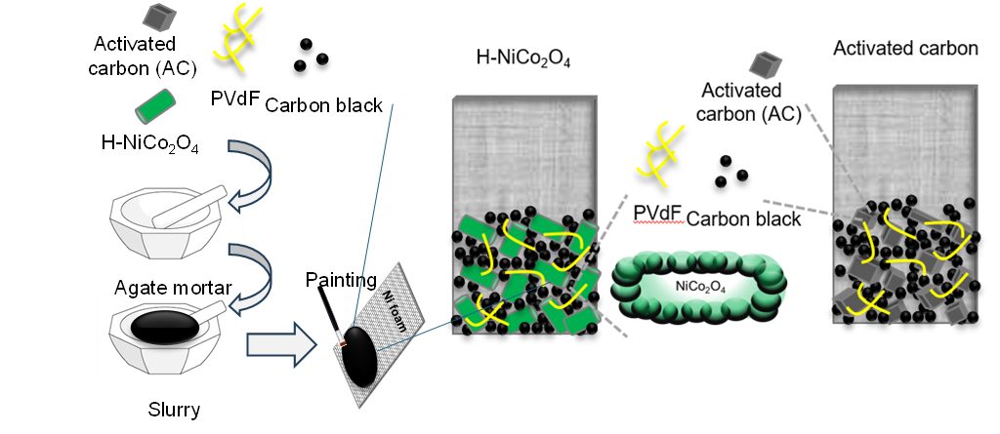 Activated
carbon (AC)
PVdF
Carbon black
H-NiCo₂O₄
Agate mortar
Slurry
Painting
Ni foam
H-NiCo₂O₄
PVdF
Carbon black
NiCo₂O₄
Activated
carbon (AC)
Activated carbon